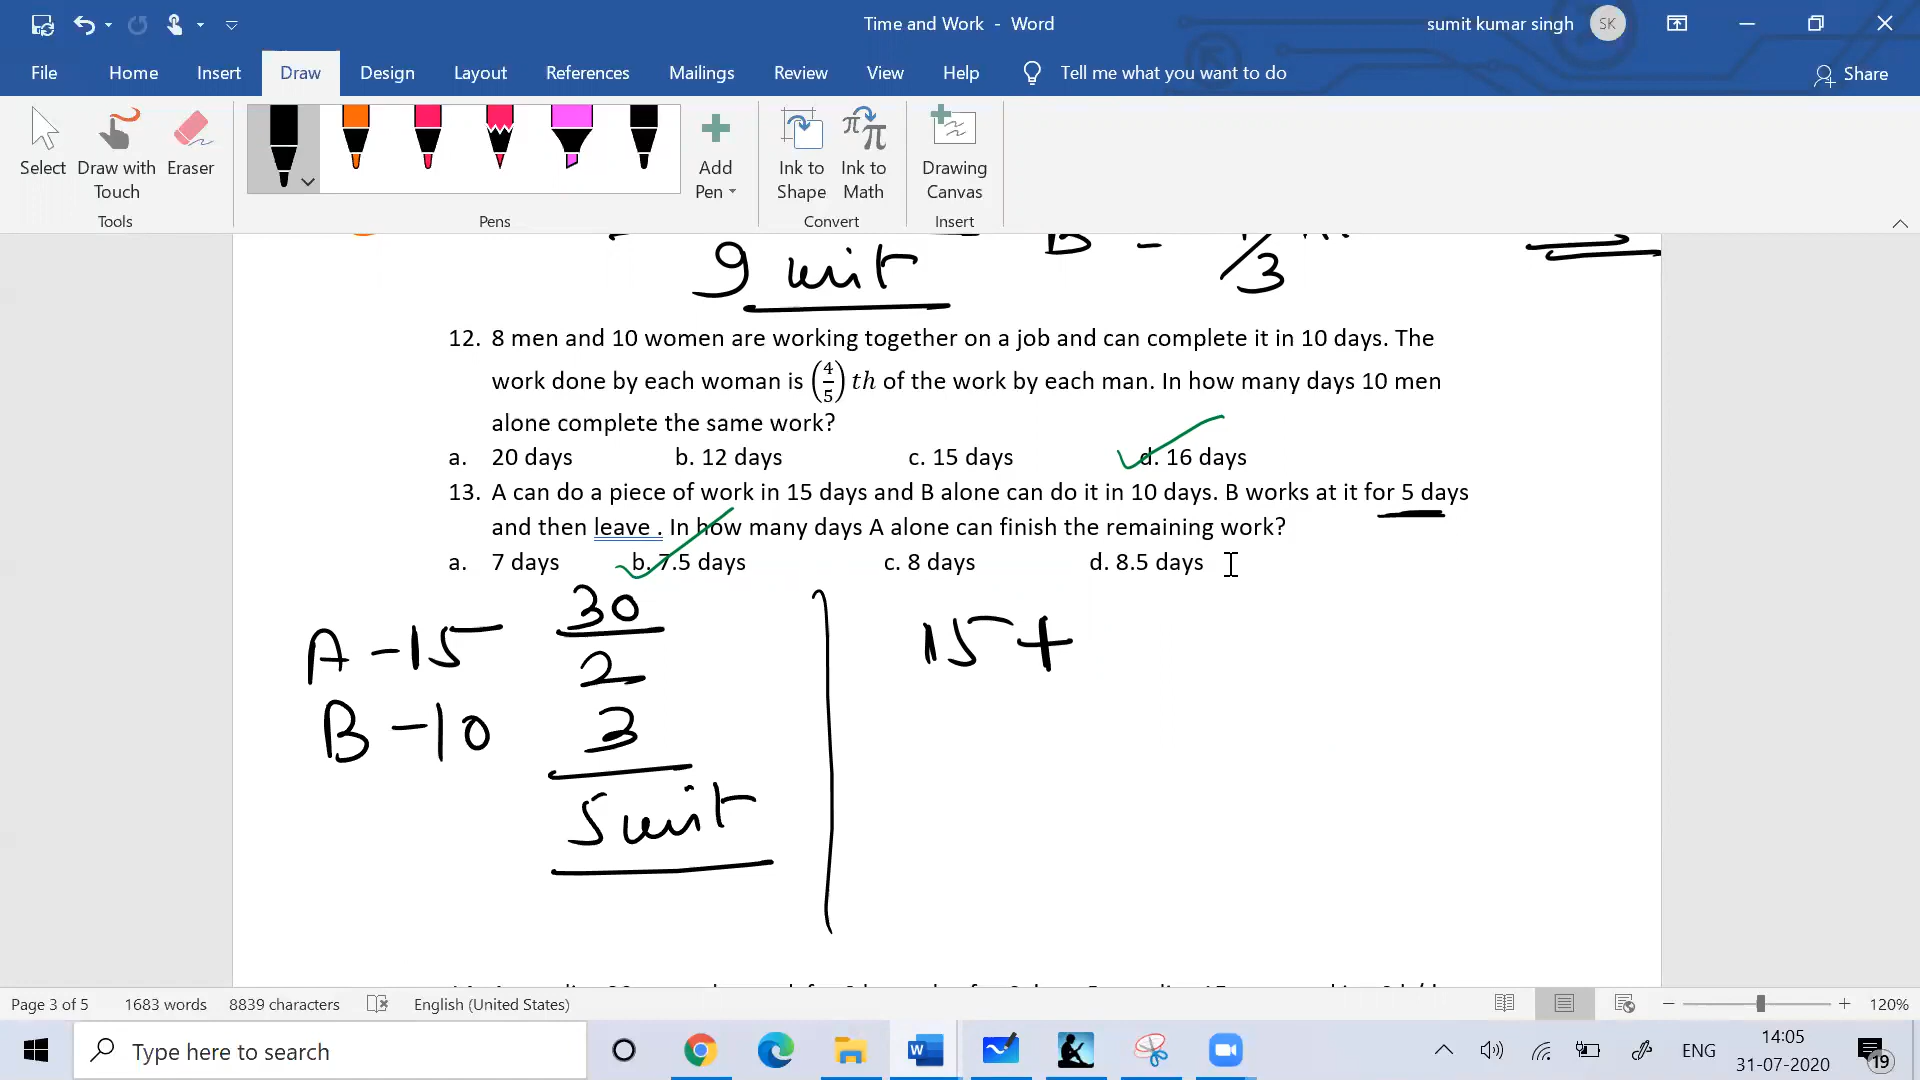 Time and Work - Word
sumit kumar singh
SK
File Home Insert Draw Design Layout References Mailings Review View Help Tell me what you want to do Share
Select Draw with Touch Eraser Add Pen Ink to Shape Ink to Math Drawing Canvas
Tools Pens Convert Insert
9 unit
B - 1/3
12. 8 men and 10 women are working together on a job and can complete it in 10 days. The
work done by each woman is (4/5) th of the work by each man. In how many days 10 men
alone complete the same work?
a. 20 days b. 12 days c. 15 days d. 16 days
13. A can do a piece of work in 15 days and B alone can do it in 10 days. B works at it for 5 days
and then leave . In how many days A alone can finish the remaining work?
a. 7 days b. 7.5 days c. 8 days d. 8.5 days
30
A - 15 2
B - 10 3
5 unit
15 +
Page 3 of 5 1683 words 8839 characters English (United States) 120%
Type here to search
ENG
14:05
31-07-2020
19